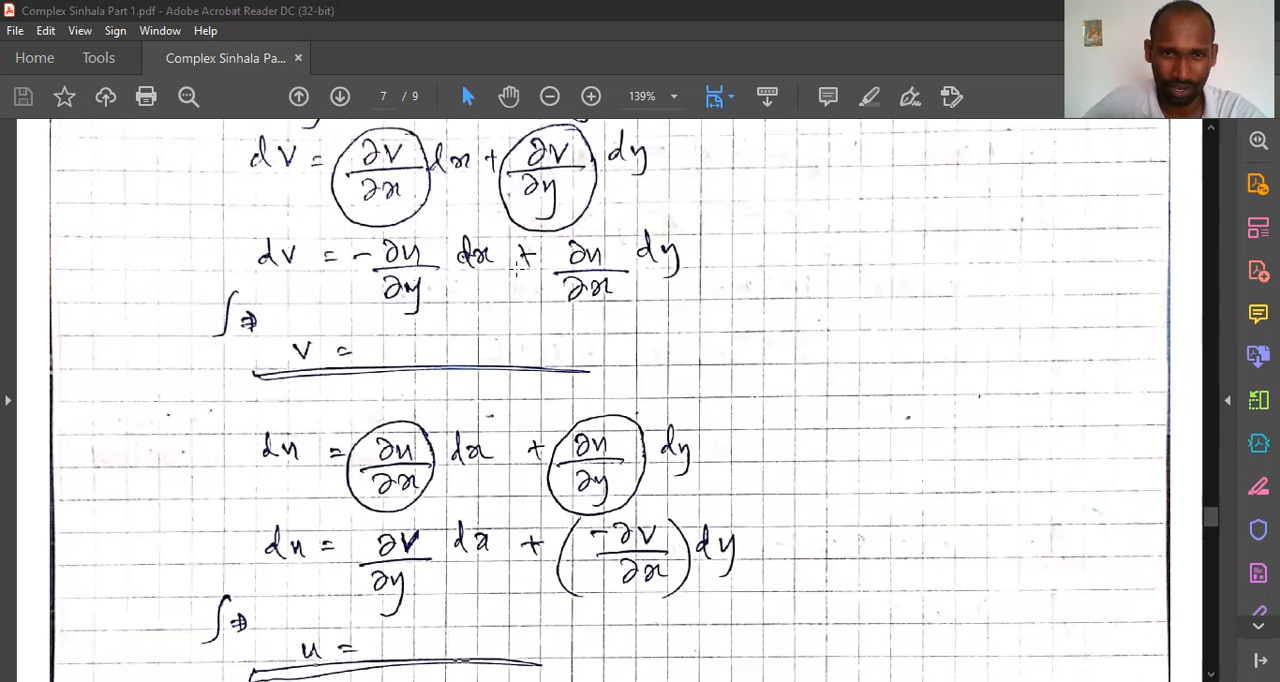 Complex Sinhala Part 1.pdf - Adobe Acrobat Reader DC (32-bit)
File Edit View Sign Window Help
Home Tools Complex Sinhala Pa... ×
7 / 9 139%
dv = ∂v/∂x dx + ∂v/∂y dy
dv = -∂u/∂y dx + ∂u/∂x dy
∫⇒
v =
du = ∂u/∂x dx + ∂u/∂y dy
du = ∂v/∂y dx + (-∂v/∂x) dy
∫⇒
u =